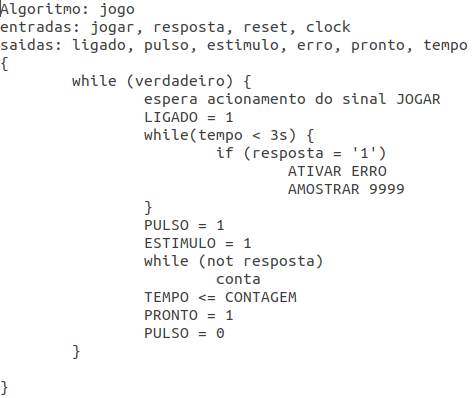 Algoritmo: jogo
entradas: jogar, resposta, reset, clock
saidas: ligado, pulso, estimulo, erro, pronto, tempo
{
        while (verdadeiro) {
                espera acionamento do sinal JOGAR
                LIGADO = 1
                while(tempo < 3s) {
                        if (resposta = '1')
                                ATIVAR ERRO
                                AMOSTRAR 9999
                }
                PULSO = 1
                ESTIMULO = 1
                while (not resposta)
                        conta
                TEMPO <= CONTAGEM
                PRONTO = 1
                PULSO = 0
        }

}